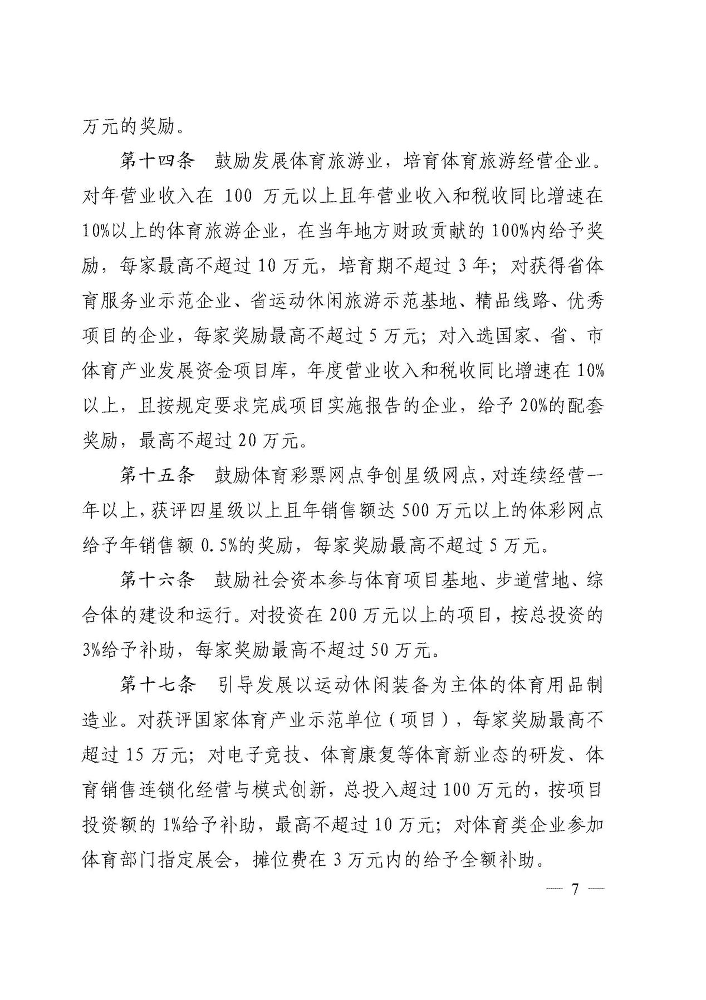 万元的奖励。
第十四条 鼓励发展体育旅游业，培育体育旅游经营企业。
对年营业收入在 100 万元以上且年营业收入和税收同比增速在
10%以上的体育旅游企业，在当年地方财政贡献的 100%内给予奖
励，每家最高不超过 10 万元，培育期不超过 3 年；对获得省体
育服务业示范企业、省运动休闲旅游示范基地、精品线路、优秀
项目的企业，每家奖励最高不超过 5 万元；对入选国家、省、市
体育产业发展资金项目库，年度营业收入和税收同比增速在 10%
以上，且按规定要求完成项目实施报告的企业，给予 20%的配套
奖励，最高不超过 20 万元。
第十五条 鼓励体育彩票网点争创星级网点，对连续经营一
年以上，获评四星级以上且年销售额达 500 万元以上的体彩网点
给予年销售额 0.5%的奖励，每家奖励最高不超过 5 万元。
第十六条 鼓励社会资本参与体育项目基地、步道营地、综
合体的建设和运行。对投资在 200 万元以上的项目，按总投资的
3%给予补助，每家奖励最高不超过 50 万元。
第十七条 引导发展以运动休闲装备为主体的体育用品制
造业。对获评国家体育产业示范单位（项目），每家奖励最高不
超过 15 万元；对电子竞技、体育康复等体育新业态的研发、体
育销售连锁化经营与模式创新，总投入超过 100 万元的，按项目
投资额的 1%给予补助，最高不超过 10 万元；对体育类企业参加
体育部门指定展会，摊位费在 3 万元内的给予全额补助。
— 7 —